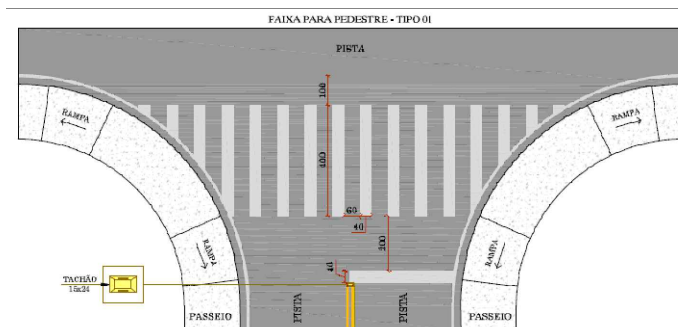 FAIXA PARA PEDESTRE - TIPO 01
PISTA
100
RAMPA
RAMPA
400
60
40
200
RAMPA
RAMPA
40
TACHÃO
15x24
PASSEIO
PISTA
PISTA
PASSEIO